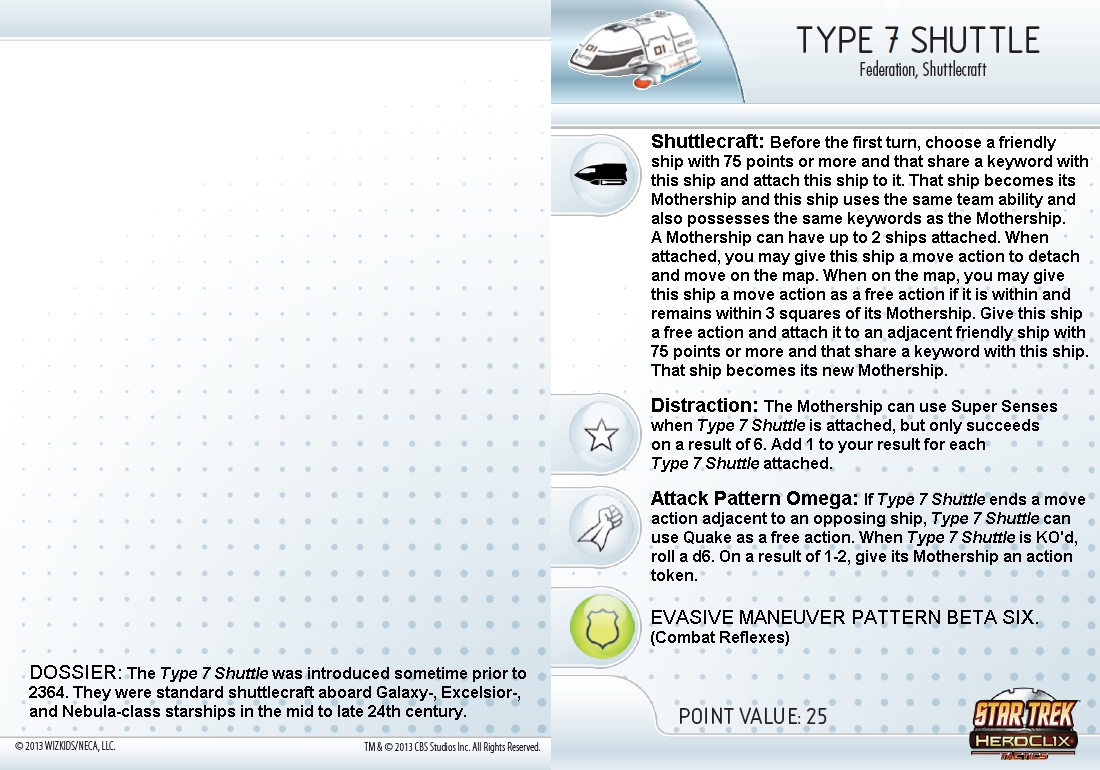 DOSSIER: The Type 7 Shuttle was introduced sometime prior to
2364. They were standard shuttlecraft aboard Galaxy-, Excelsior-,
and Nebula-class starships in the mid to late 24th century.
© 2013 WIZKIDS/NECA, LLC.
TM & © 2013 CBS Studios Inc. All Rights Reserved.
TYPE 7 SHUTTLE
Federation, Shuttlecraft
01
01
Shuttlecraft: Before the first turn, choose a friendly
ship with 75 points or more and that share a keyword with
this ship and attach this ship to it. That ship becomes its
Mothership and this ship uses the same team ability and
also possesses the same keywords as the Mothership.
A Mothership can have up to 2 ships attached. When
attached, you may give this ship a move action to detach
and move on the map. When on the map, you may give
this ship a move action as a free action if it is within and
remains within 3 squares of its Mothership. Give this ship
a free action and attach it to an adjacent friendly ship with
75 points or more and that share a keyword with this ship.
That ship becomes its new Mothership.
Distraction: The Mothership can use Super Senses
when Type 7 Shuttle is attached, but only succeeds
on a result of 6. Add 1 to your result for each
Type 7 Shuttle attached.
Attack Pattern Omega: If Type 7 Shuttle ends a move
action adjacent to an opposing ship, Type 7 Shuttle can
use Quake as a free action. When Type 7 Shuttle is KO'd,
roll a d6. On a result of 1-2, give its Mothership an action
token.
EVASIVE MANEUVER PATTERN BETA SIX.
(Combat Reflexes)
POINT VALUE: 25
STAR TREK
HEROCLIX
TACTICS